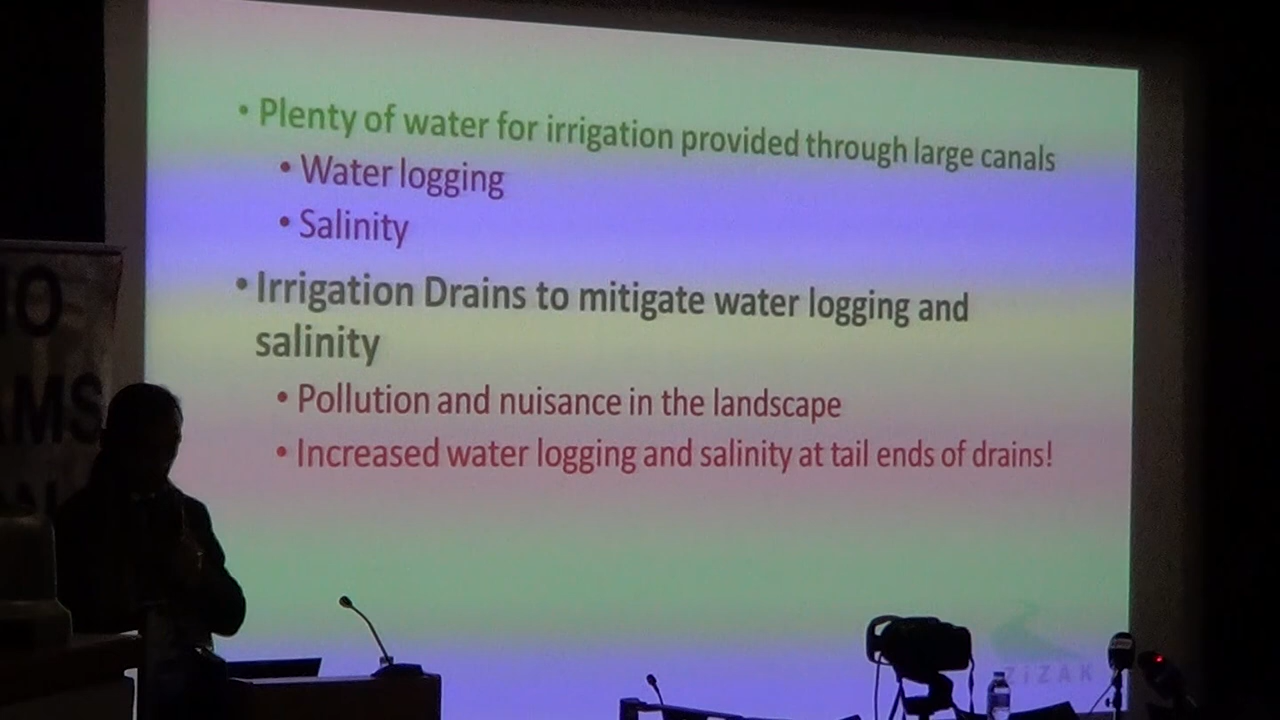 • Plenty of water for irrigation provided through large canals
• Water logging
• Salinity
• Irrigation Drains to mitigate water logging and
salinity
• Pollution and nuisance in the landscape
• Increased water logging and salinity at tail ends of drains!
ZiZAK